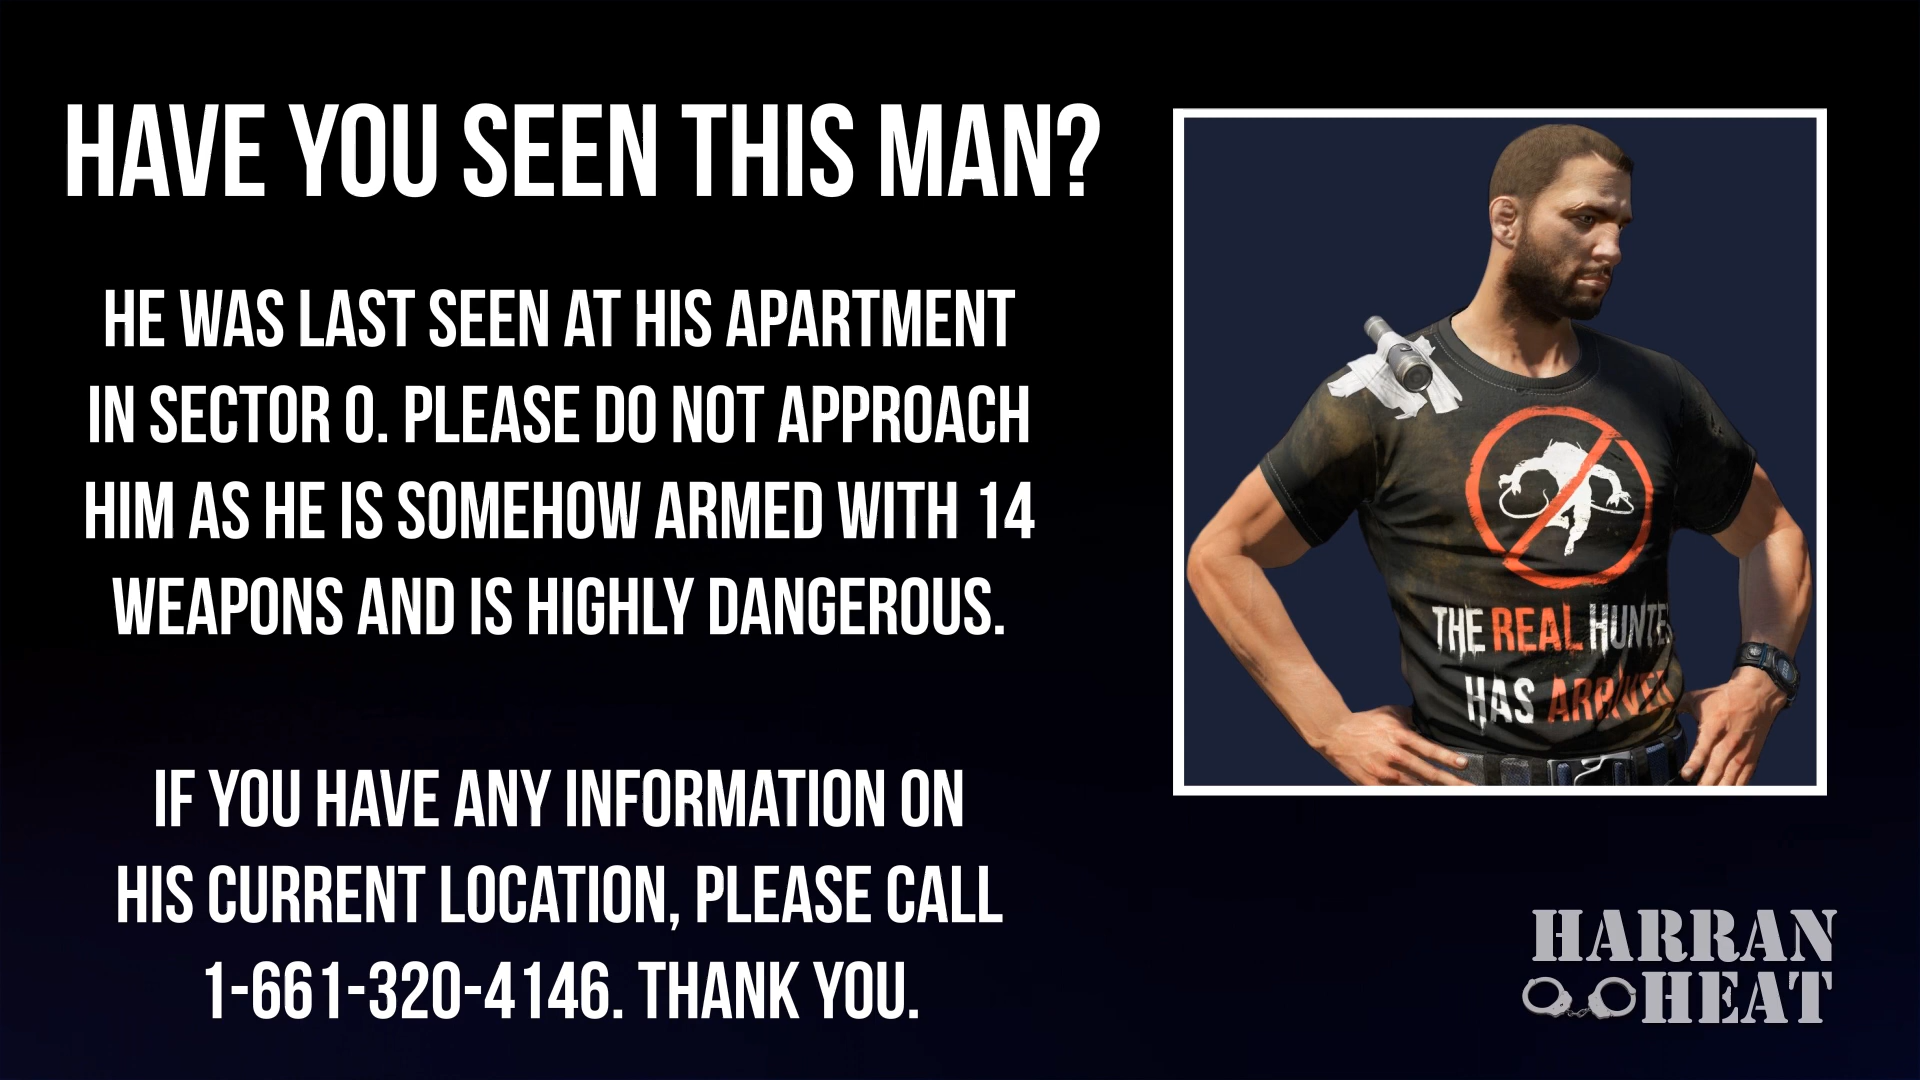 HAVE YOU SEEN THIS MAN?
HE WAS LAST SEEN AT HIS APARTMENT
IN SECTOR 0. PLEASE DO NOT APPROACH
HIM AS HE IS SOMEHOW ARMED WITH 14
WEAPONS AND IS HIGHLY DANGEROUS.
IF YOU HAVE ANY INFORMATION ON
HIS CURRENT LOCATION, PLEASE CALL
1-661-320-4146. THANK YOU.
THE REAL HUNTE
HAS ARRIVED
HARRAN
HEAT